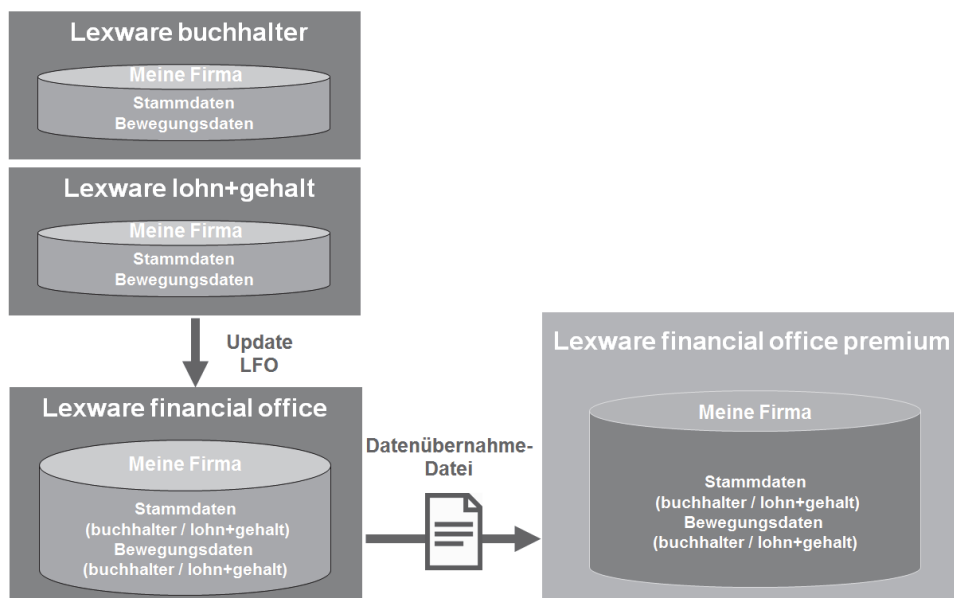 Lexware buchhalter
Meine Firma
Stammdaten
Bewegungsdaten
Lexware lohn+gehalt
Meine Firma
Stammdaten
Bewegungsdaten
Update
LFO
Lexware financial office
Meine Firma
Stammdaten
(buchhalter / lohn+gehalt)
Bewegungsdaten
(buchhalter / lohn+gehalt)
Datenübernahme-
Datei
Lexware financial office premium
Meine Firma
Stammdaten
(buchhalter / lohn+gehalt)
Bewegungsdaten
(buchhalter / lohn+gehalt)